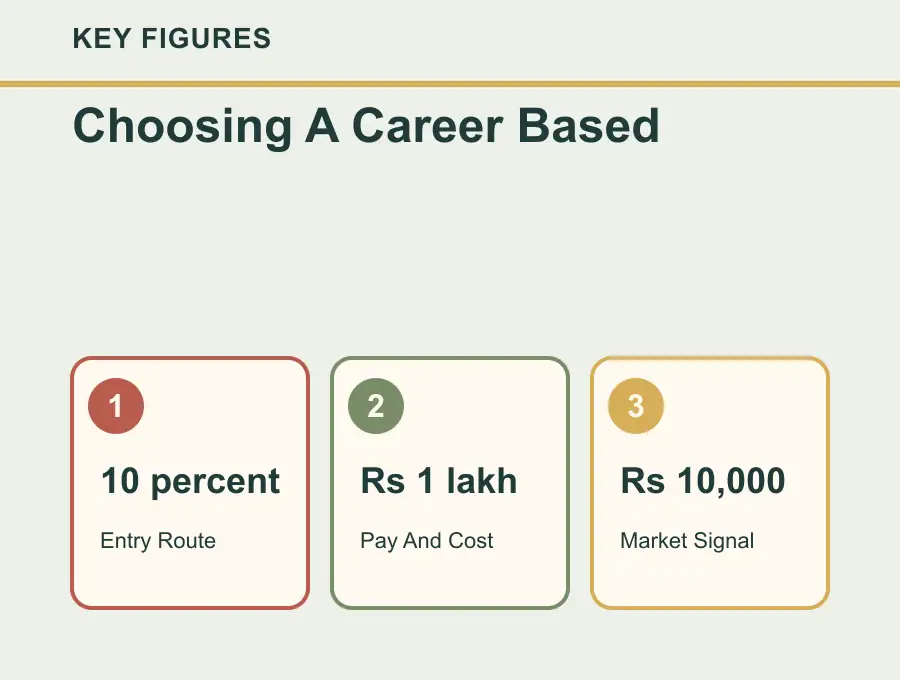 KEY FIGURES
Choosing A Career Based
1
10 percent
Entry Route
2
Rs 1 lakh
Pay And Cost
3
Rs 10,000
Market Signal